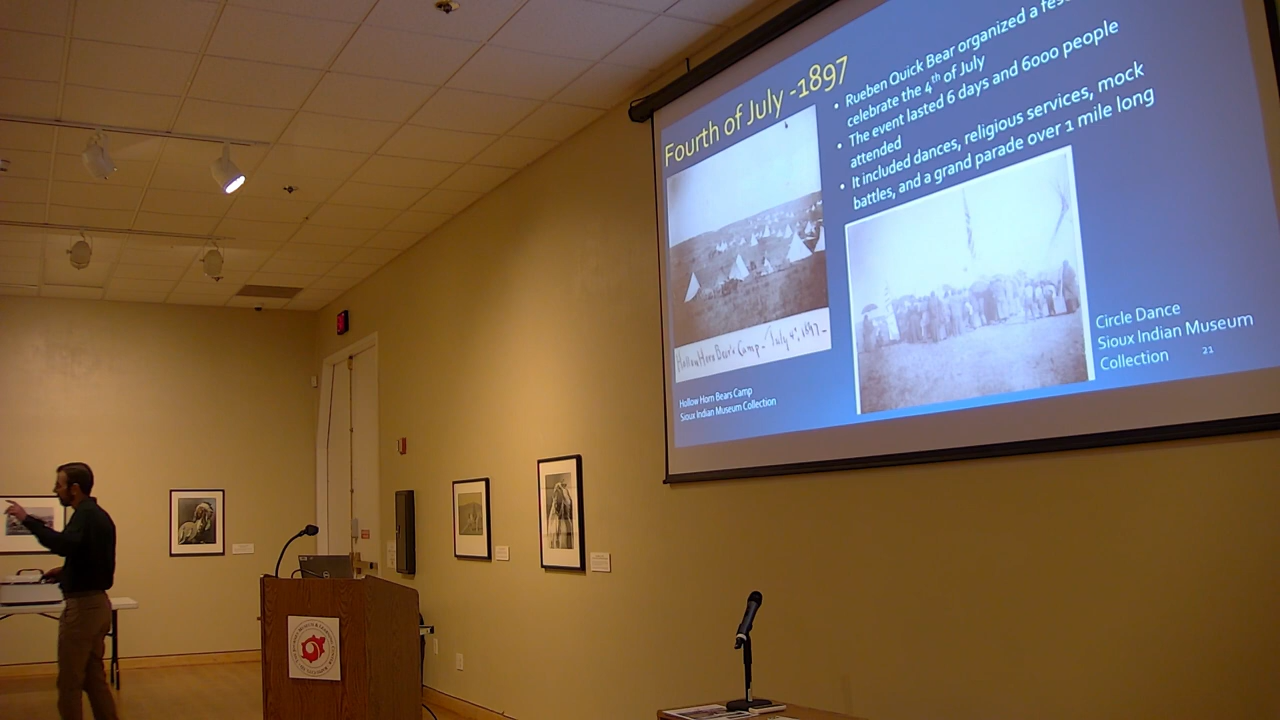 Fourth of July -1897
• Rueben Quick Bear organized a
celebrate the 4th of July
• The event lasted 6 days and 6000 people
attended
• It included dances, religious services, mock
battles, and a grand parade over 1 mile long
Hollow Horn Bear's Camp - July 4", 1897-
Hollow Horn Bears Camp
Sioux Indian Museum Collection
Circle Dance
Sioux Indian Museum
Collection
21